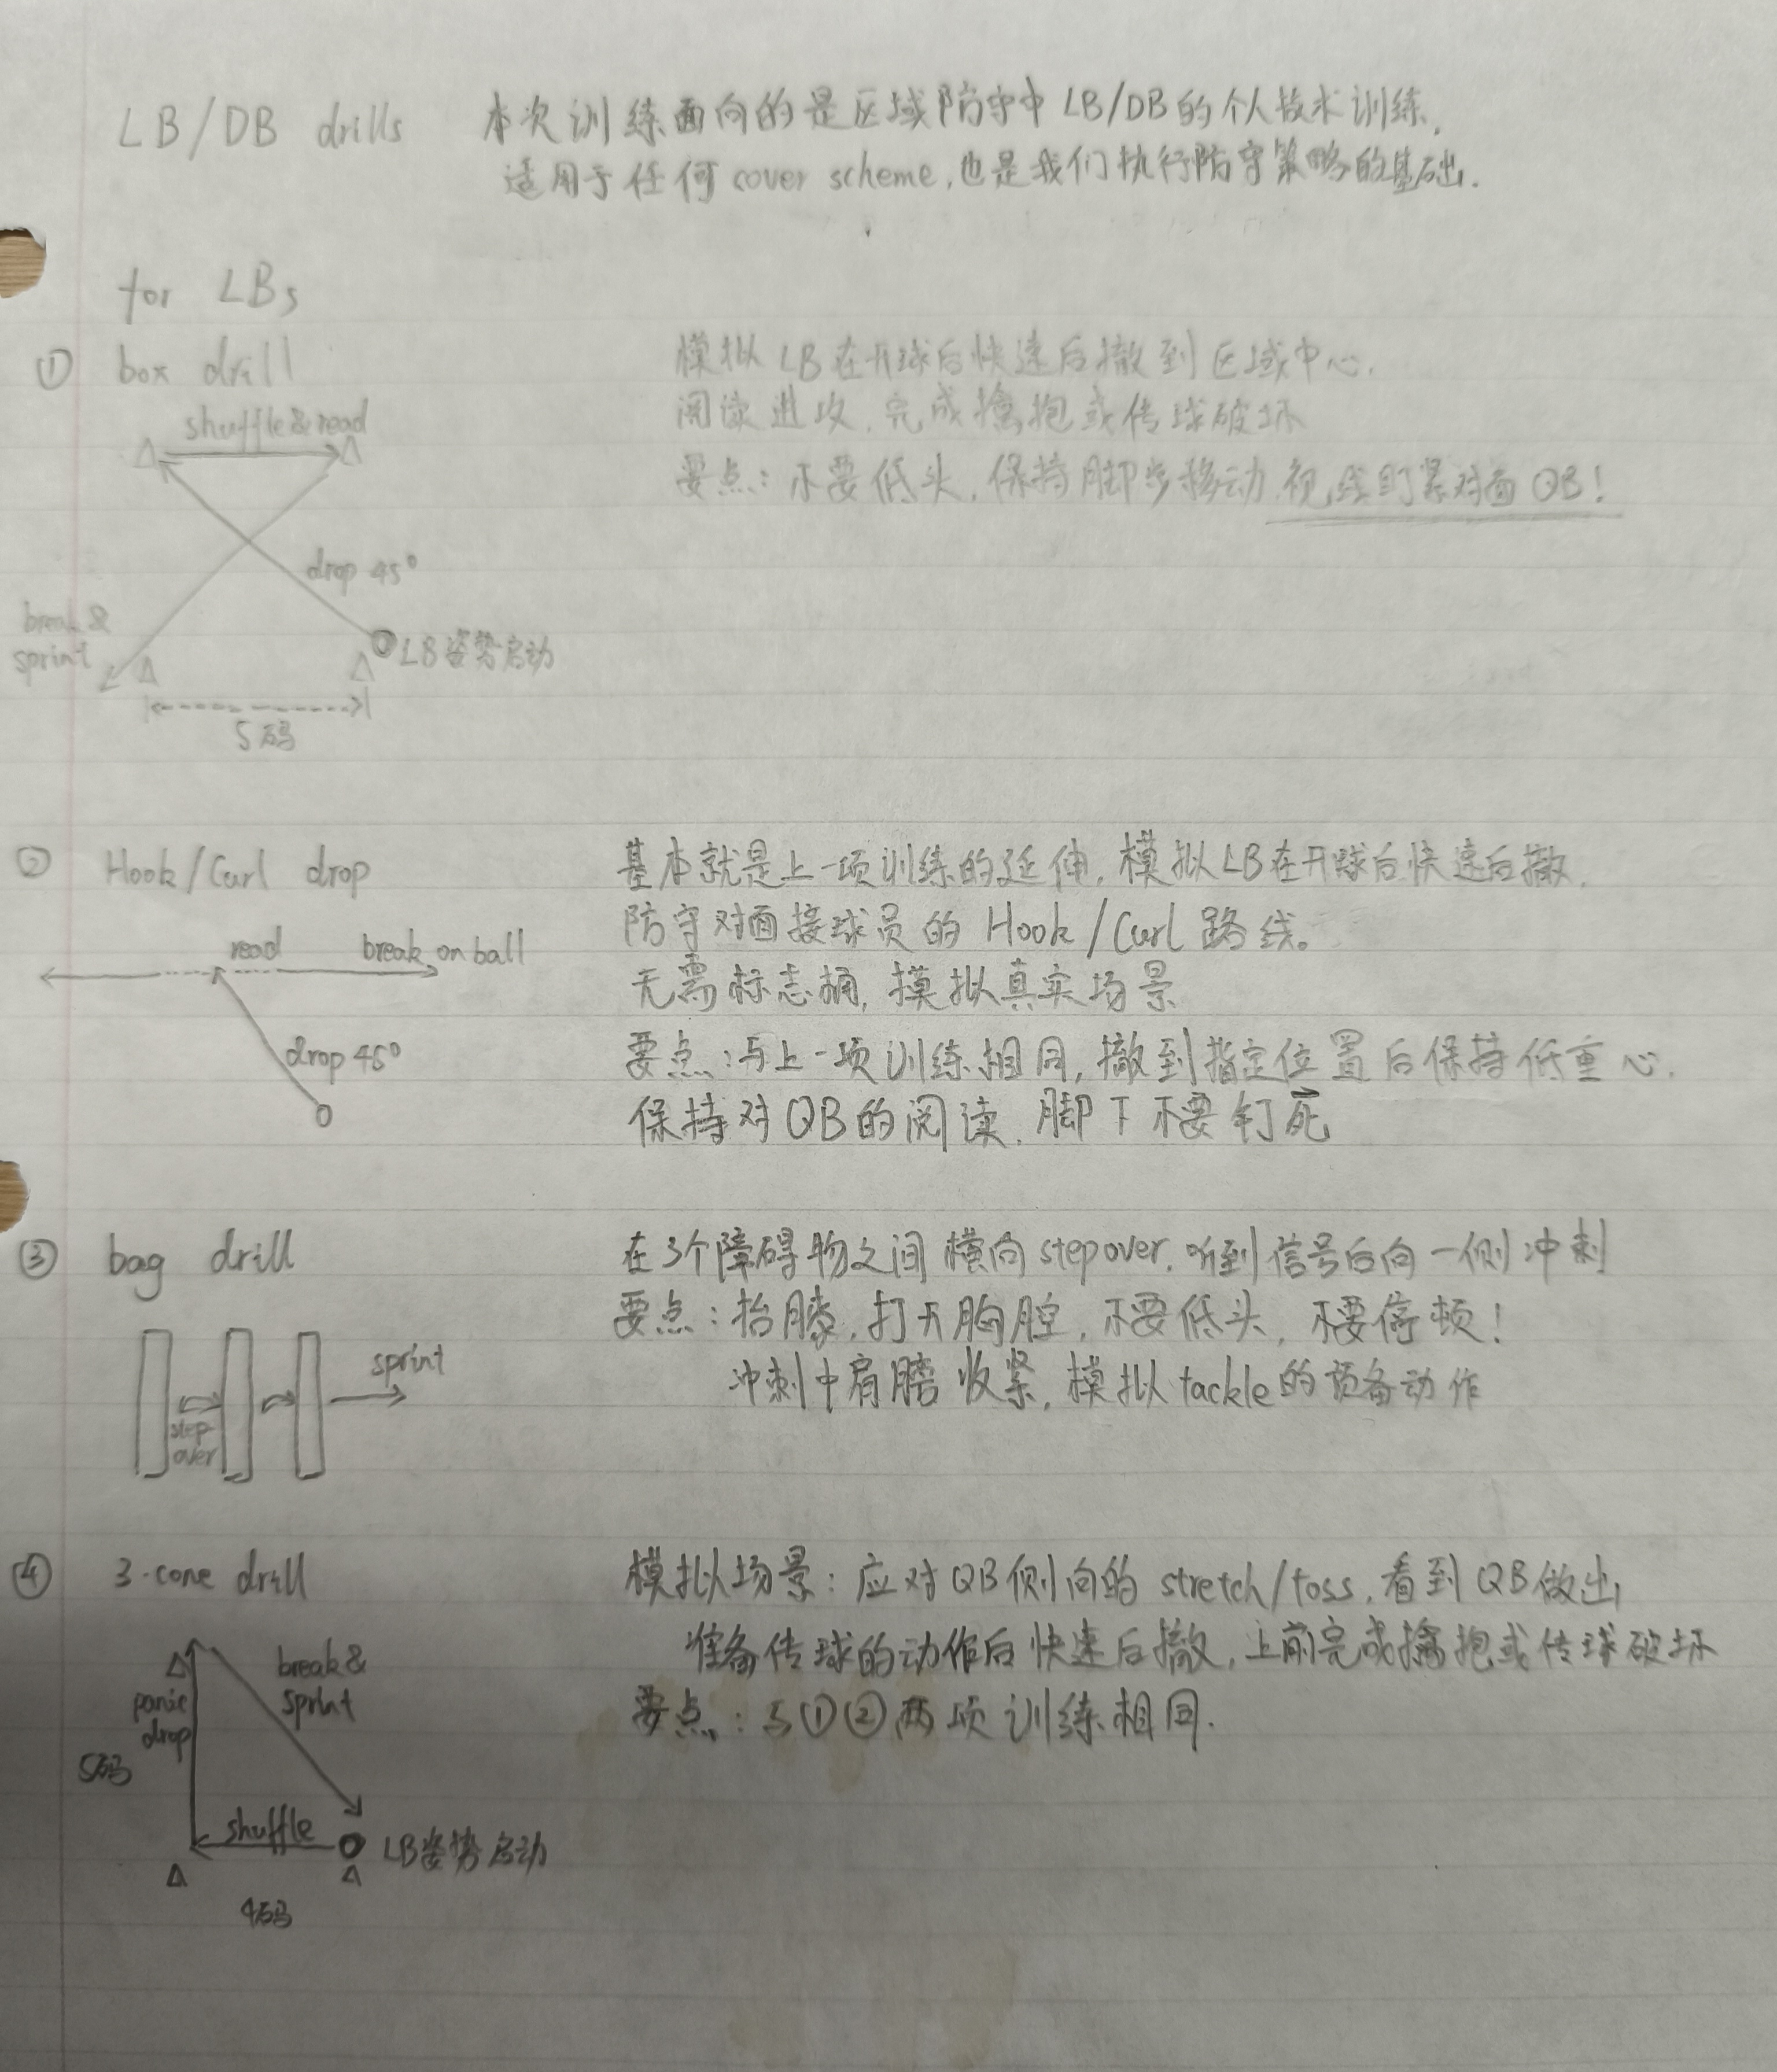 LB/DB drills 本次训练面向的是区域防守中LB/DB的个人技术训练,
适用于任何cover scheme,也是我们执行防守策略的基础.
for LBs
① box drill
模拟LB在开球后快速后撤到区域中心.
阅读进攻,完成擒抱或传球破坏
要点:不要低头,保持脚步移动,视线盯紧对面QB!
shuffle&read
drop 45°
break &
sprint
LB姿势启动
5码
② Hook/Curl drop
基本就是上一项训练的延伸,模拟LB在开球后快速后撤,
防守对面接球员的Hook/Curl路线。
无需标志桶,模拟真实场景
要点:与上一项训练相同,撤到指定位置后保持低重心.
保持对QB的阅读,脚下不要钉死
read
break on ball
drop 45°
③ bag drill
在3个障碍物之间横向step over,听到信号后向一侧冲刺
要点:抬膝,打开胸腔,不要低头,不要停顿!
冲刺中肩膀收紧,模拟tackle的预备动作
sprint
step
over
④ 3-cone drill
模拟场景:应对QB侧向的stretch/toss,看到QB做出
准备传球的动作后快速后撤,上前完成擒抱或传球破坏
要点:与①②两项训练相同.
break&
sprint
panic
drop
5码
shuffle
LB姿势启动
4码